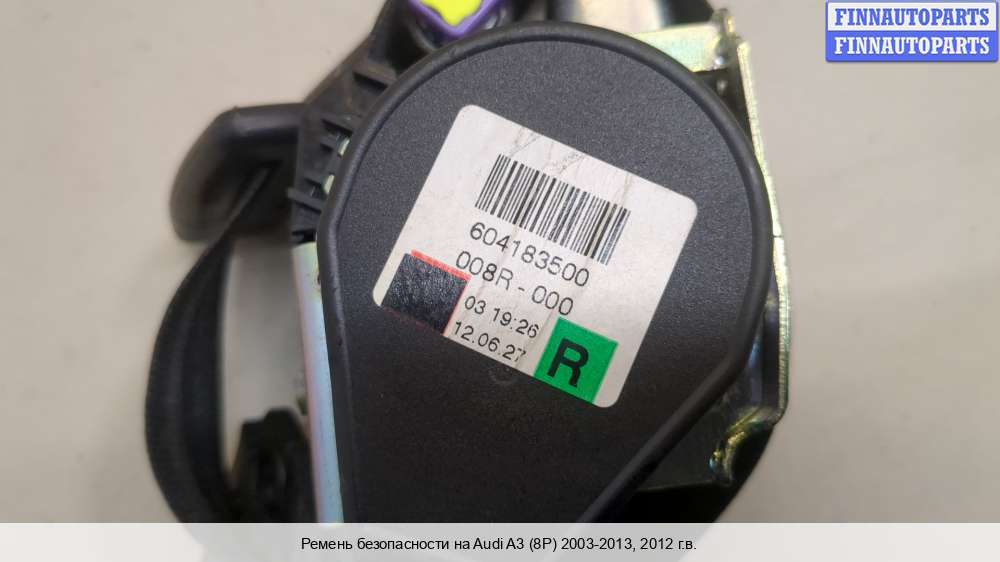 FINNAUTOPARTS
FINNAUTOPARTS
604183500
008R-000
03 19:26
12.06.27
R
Ремень безопасности на Audi A3 (8P) 2003-2013, 2012 г.в.